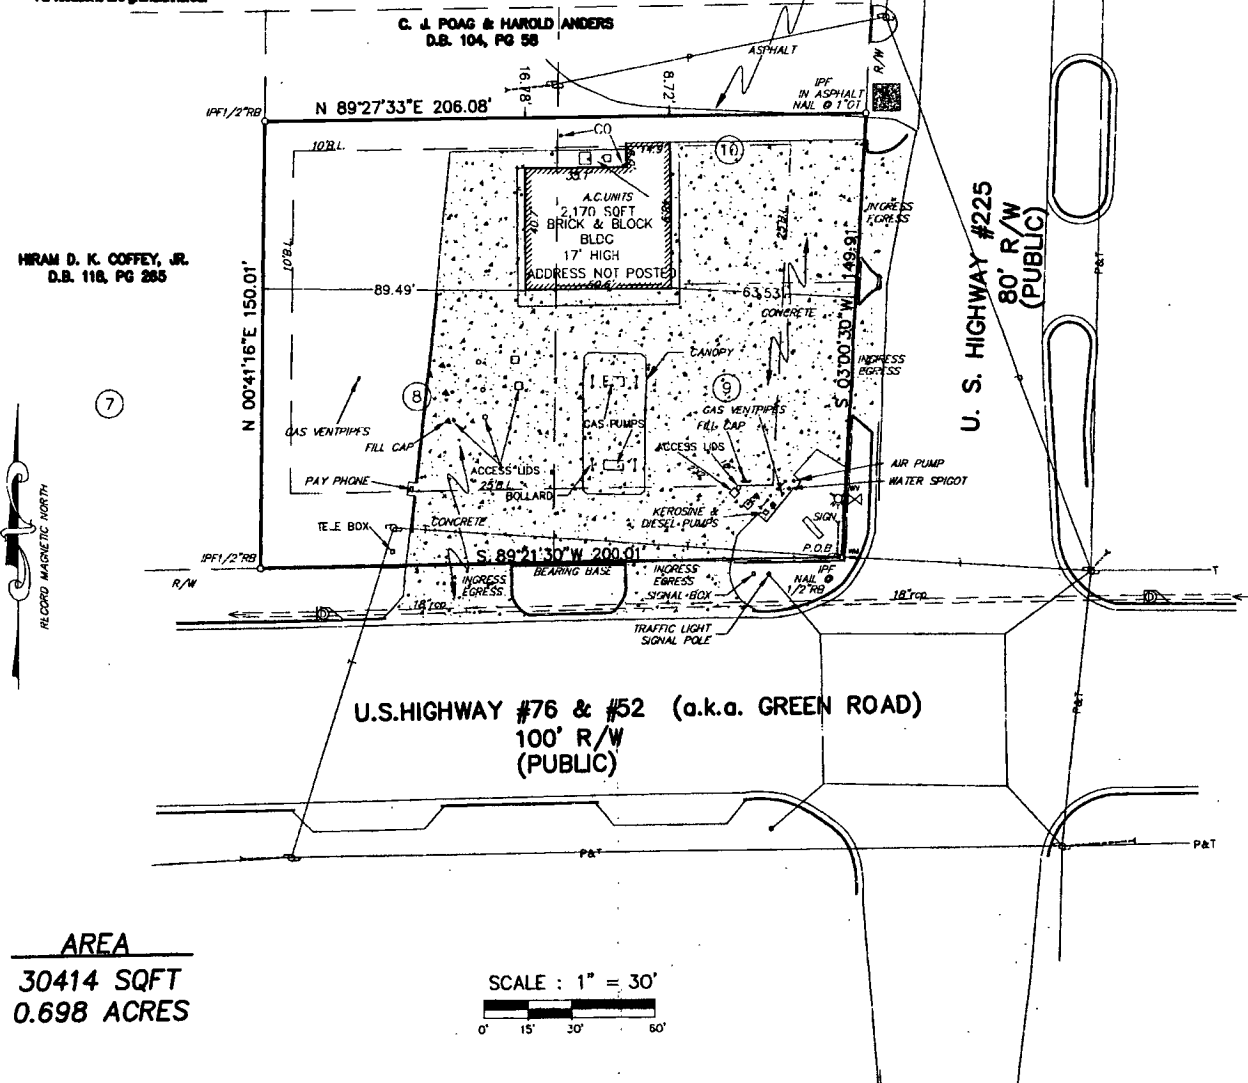 C. J. POAG & HAROLD ANDERS
D.B. 104, PG 58
ASPHALT
R/W
IPF
IN ASPHALT
NAIL @ 1"OT
16.78'
8.72'
IPF1/2"RB
N 89°27'33"E 206.08'
CO
10'B.L.
10
A.C.UNITS
2,170 SQFT
BRICK & BLOCK
BLDG
17' HIGH
ADDRESS NOT POSTED
40.7'
25'B.L.
INGRESS
EGRESS
U. S. HIGHWAY #225
80' R/W
(PUBLIC)
P&T
HIRAM D. K. COFFEY, JR.
D.B. 118, PG 265
10'B.L.
N 00°41'16"E 150.01'
89.49'
63.53'
S 03°00'30"W 149.91'
CONCRETE
CANOPY
INGRESS
EGRESS
7
8
9
GAS VENTPIPES
FILL CAP
GAS PUMPS
GAS VENTPIPES
FILL CAP
ACCESS LIDS
ACCESS LIDS
25'B.L.
BOLLARD
AIR PUMP
WATER SPIGOT
PAY PHONE
KEROSINE &
DIESEL PUMPS
SIGN
WV
TELE BOX
CONCRETE
P.O.B
RECORD MAGNETIC NORTH
IPF1/2"RB
R/W
S 89°21'30"W 200.01'
BEARING BASE
INGRESS
EGRESS
INGRESS
EGRESS
SIGNAL BOX
IPF
NAIL @
1/2"RB
T
18"rcp
18"rcp
TRAFFIC LIGHT
SIGNAL POLE
U.S.HIGHWAY #76 & #52 (a.k.a. GREEN ROAD)
100' R/W
(PUBLIC)
P&T
P&T
P&T
AREA
30414 SQFT
0.698 ACRES
SCALE : 1" = 30'
0' 15' 30' 60'